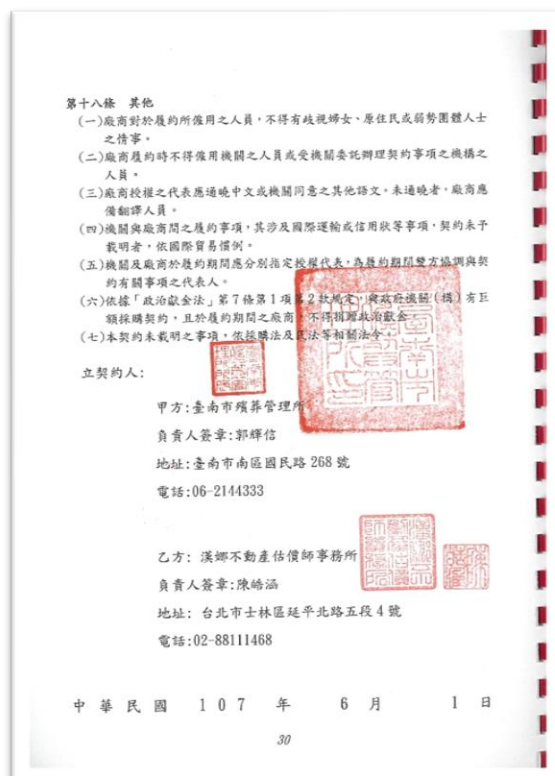 第十八條 其他
(一)廠商對於履約所僱用之人員，不得有歧視婦女、原住民或弱勢團體人士
之情事。
(二)廠商履約時不得僱用機關之人員或受機關委託辦理契約事項之機構之
人員。
(三)廠商授權之代表應通曉中文或機關同意之其他語文。未通曉者，廠商應
備翻譯人員。
(四)機關與廠商間之履約事項，其涉及國際運輸或信用狀等事項，契約未予
載明者，依國際貿易慣例。
(五)機關及廠商於履約期間應分別指定授權代表，為履約期間雙方協調與契
約有關事項之代表人。
(六)依據「政治獻金法」第7條第1項第2款規定，與政府機關(構)有巨
額採購契約，且於履約期間之廠商，不得捐贈政治獻金。
(七)本契約未載明之事項，依採購法及民法等相關法令。
立契約人：
甲方:臺南市殯葬管理所
負責人簽章:郭輝信
地址:臺南市南區國民路 268 號
電話:06-2144333
乙方: 漢娜不動產估價師事務所
負責人簽章:陳皓涵
地址: 台北市士林區延平北路五段 4 號
電話:02-88111468
中 華 民 國 107 年 6 月 1 日
30